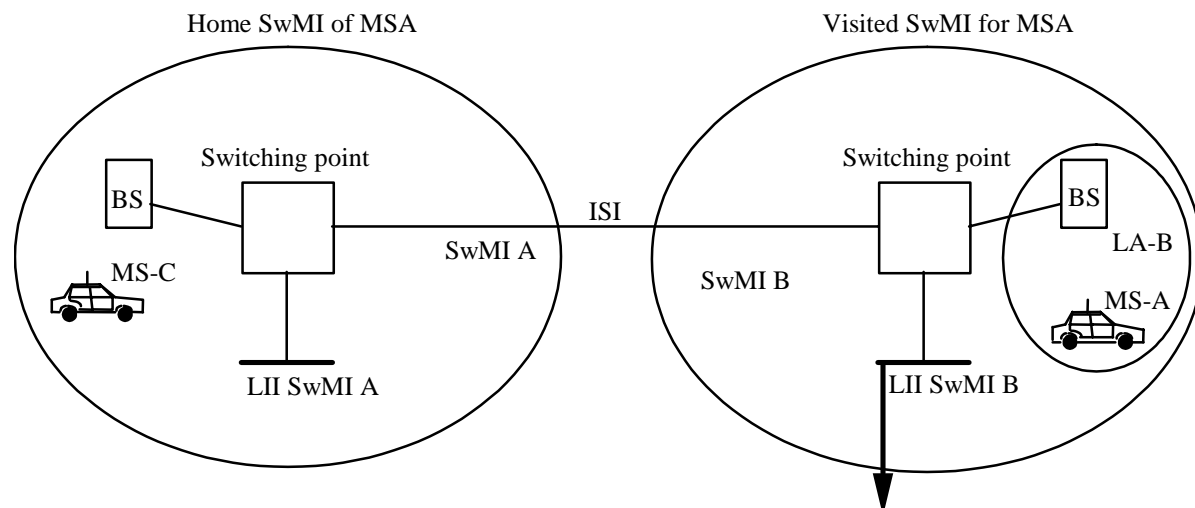 Home SwMI of MSA
Visited SwMI for MSA
Switching point
Switching point
BS
BS
ISI
SwMI A
LA-B
MS-C
SwMI B
MS-A
LII SwMI A
LII SwMI B